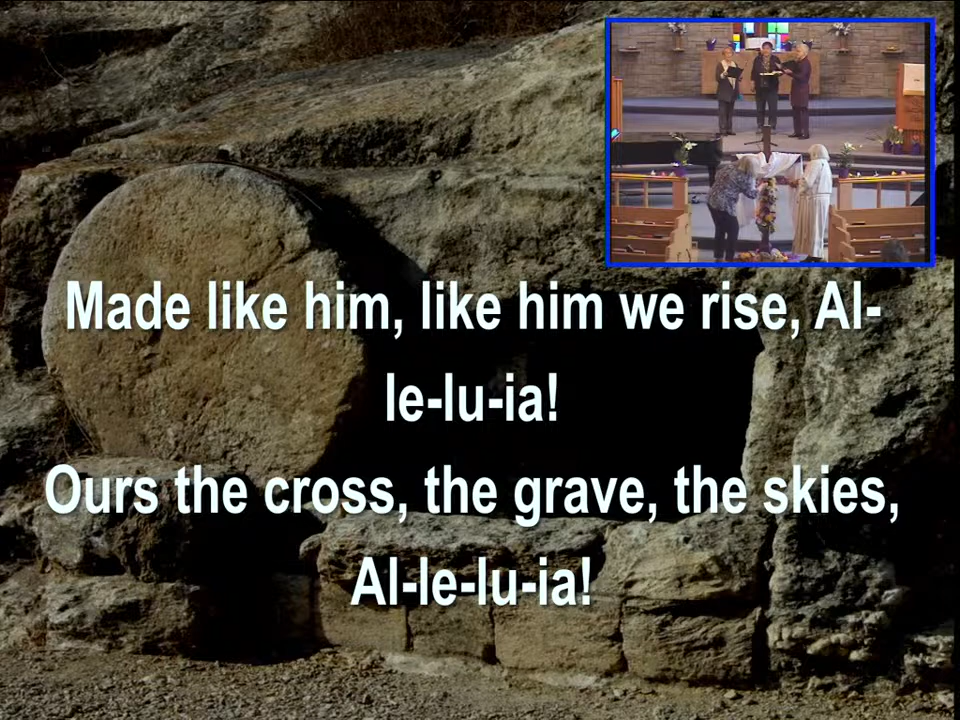 Made like him, like him we rise, Al-
le-lu-ia!
Ours the cross, the grave, the skies,
Al-le-lu-ia!